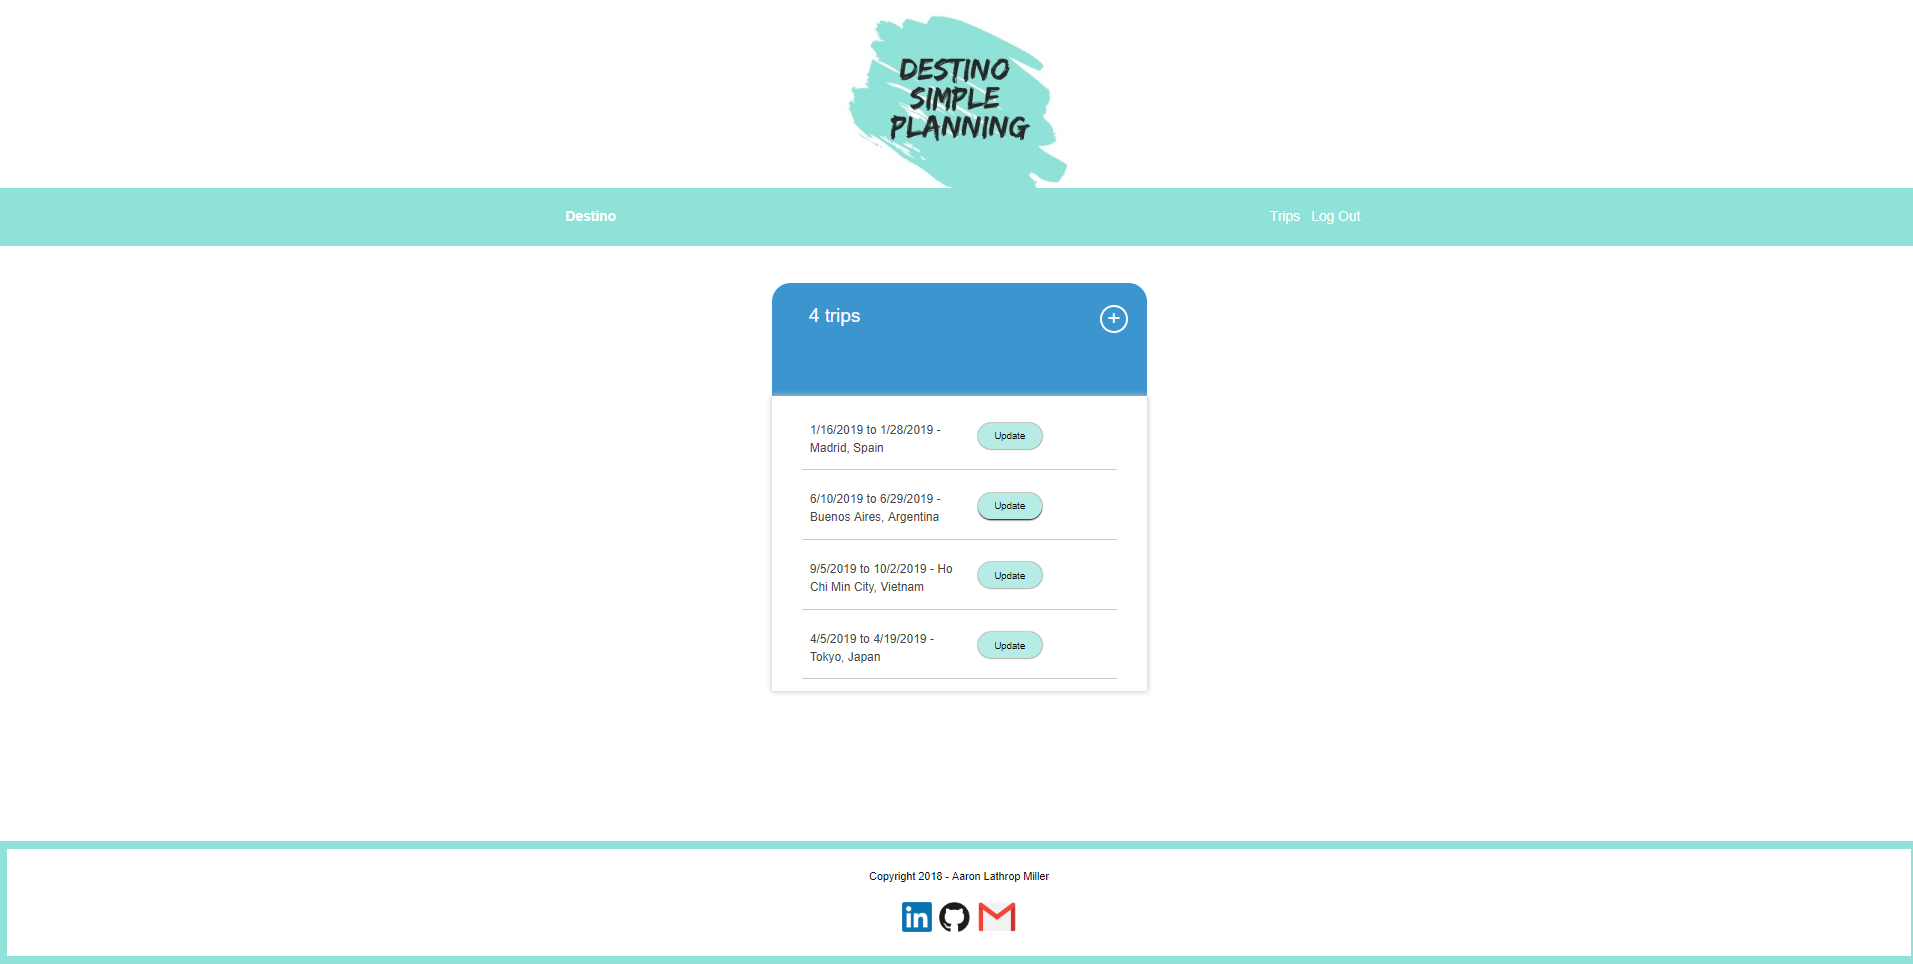 DESTINO
SIMPLE
PLANNING
Destino
Trips Log Out
4 trips
+
1/16/2019 to 1/28/2019 -
Madrid, Spain
Update
6/10/2019 to 6/29/2019 -
Buenos Aires, Argentina
Update
9/5/2019 to 10/2/2019 - Ho
Chi Min City, Vietnam
Update
4/5/2019 to 4/19/2019 -
Tokyo, Japan
Update
Copyright 2018 - Aaron Lathrop Miller
in